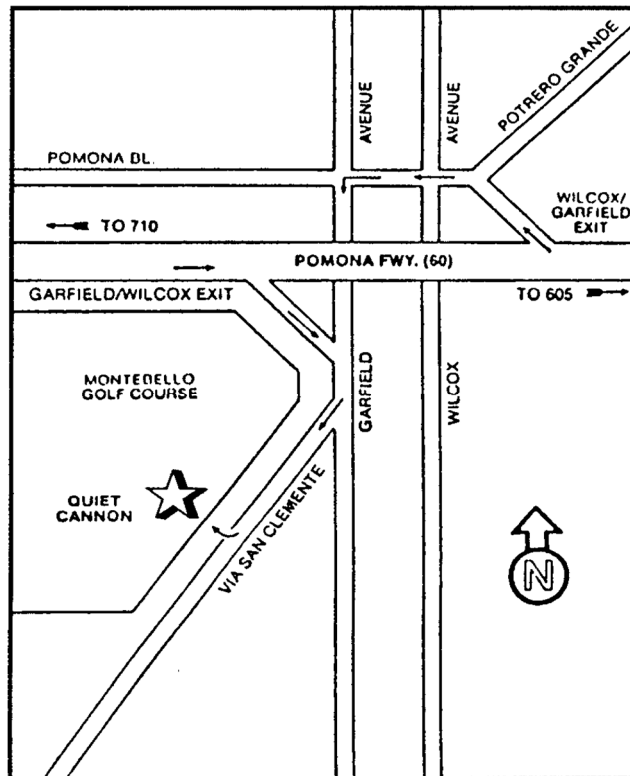 AVENUE
AVENUE
POTRERO GRANDE
POMONA BL.
WILCOX/
GARFIELD
EXIT
TO 710
POMONA FWY. (60)
GARFIELD/WILCOX EXIT
TO 605
MONTEBELLO
GOLF COURSE
GARFIELD
WILCOX
QUIET
CANNON
VIA SAN CLEMENTE
N